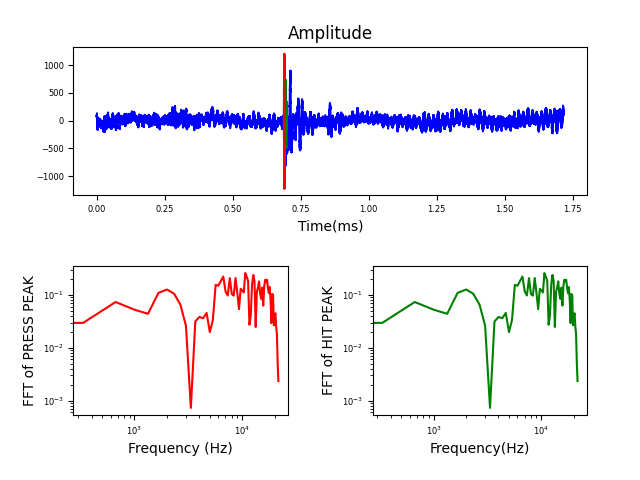 Amplitude
1000
500
0
−500
−1000
0.00 0.25 0.50 0.75 1.00 1.25 1.50 1.75
Time(ms)
FFT of PRESS PEAK
10⁻¹
10⁻²
10⁻³
10³ 10⁴
Frequency (Hz)
FFT of HIT PEAK
10⁻¹
10⁻²
10⁻³
10³ 10⁴
Frequency(Hz)